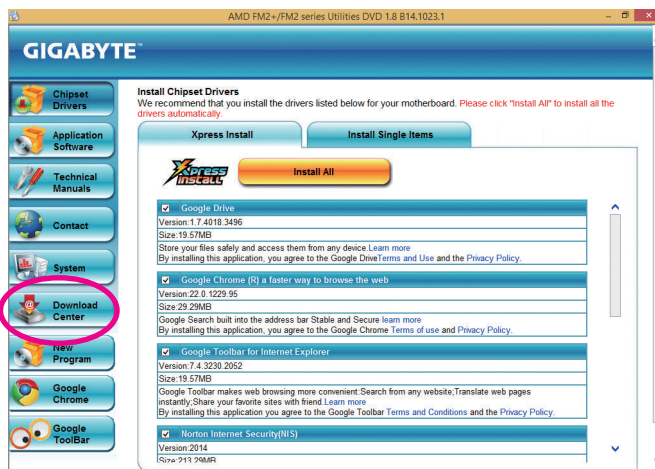 AMD FM2+/FM2 series Utilities DVD 1.8 B14.1023.1
GIGABYTE™
Chipset
Drivers
Application
Software
Technical
Manuals
Contact
System
Download
Center
New
Program
Google
Chrome
Google
ToolBar
Install Chipset Drivers
We recommend that you install the drivers listed below for your motherboard. Please click "Install All" to install all the
drivers automatically.
Xpress Install
Install Single Items
Xpress
Install
Install All
Google Drive
Version:1.7.4018.3496
Size:19.57MB
Store your files safely and access them from any device.Learn more
By installing this application, you agree to the Google DriveTerms and Use and the Privacy Policy.
Google Chrome (R) a faster way to browse the web
Version:22.0.1229.95
Size:29.29MB
Google Search built into the address bar Stable and Secure learn more
By installing this application, you agree to the Google Chrome Terms of use and Privacy Policy.
Google Toolbar for Internet Explorer
Version:7.4.3230.2052
Size:19.57MB
Google Toolbar makes web browsing more convenient:Search from any website;Translate web pages
instantly;Share your favorite sites with friend.Learn more
By installing this application you agree to the Google Toolbar Terms and Conditions and the Privacy Policy.
Norton Internet Security(NIS)
Version:2014
Size:213.29MB